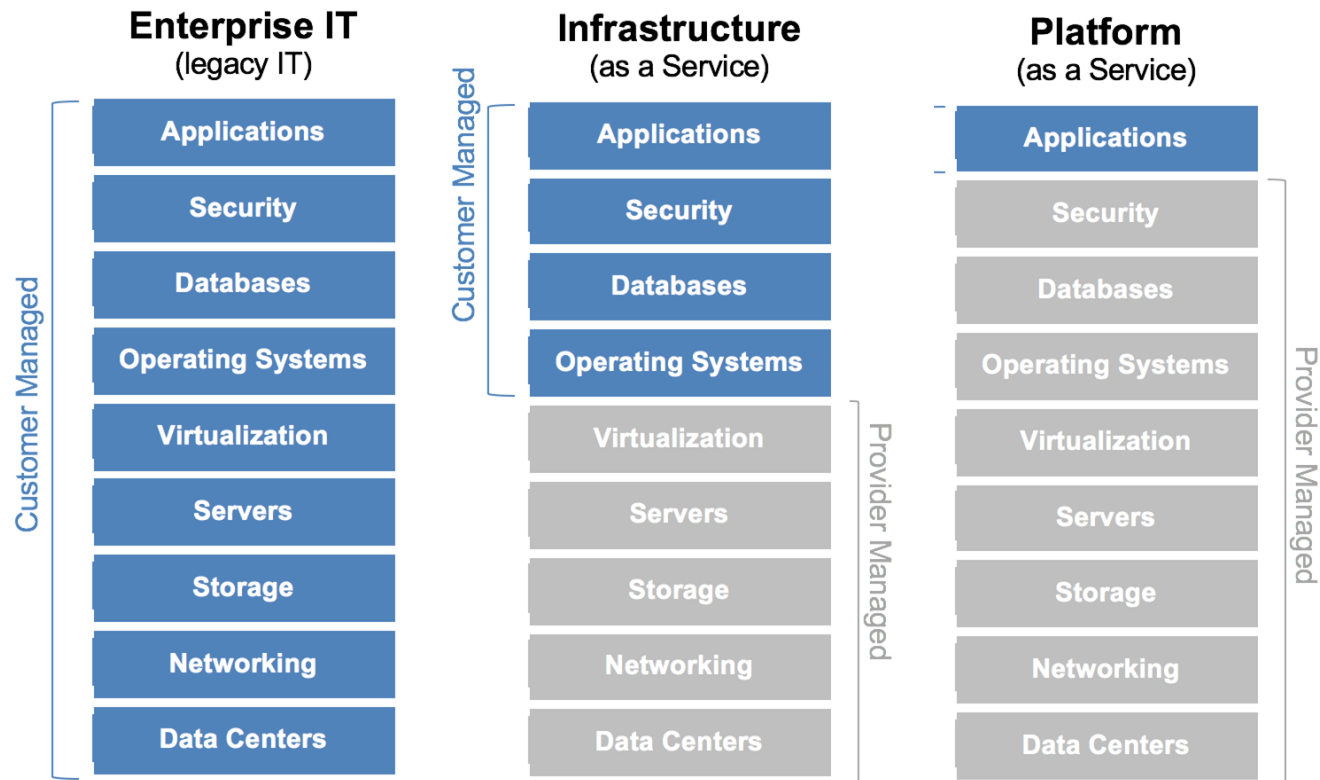 Enterprise IT
(legacy IT)
Customer Managed
Applications
Security
Databases
Operating Systems
Virtualization
Servers
Storage
Networking
Data Centers
Infrastructure
(as a Service)
Customer Managed
Applications
Security
Databases
Operating Systems
Virtualization
Servers
Storage
Networking
Data Centers
Provider Managed
Platform
(as a Service)
Applications
Security
Databases
Operating Systems
Virtualization
Servers
Storage
Networking
Data Centers
Provider Managed